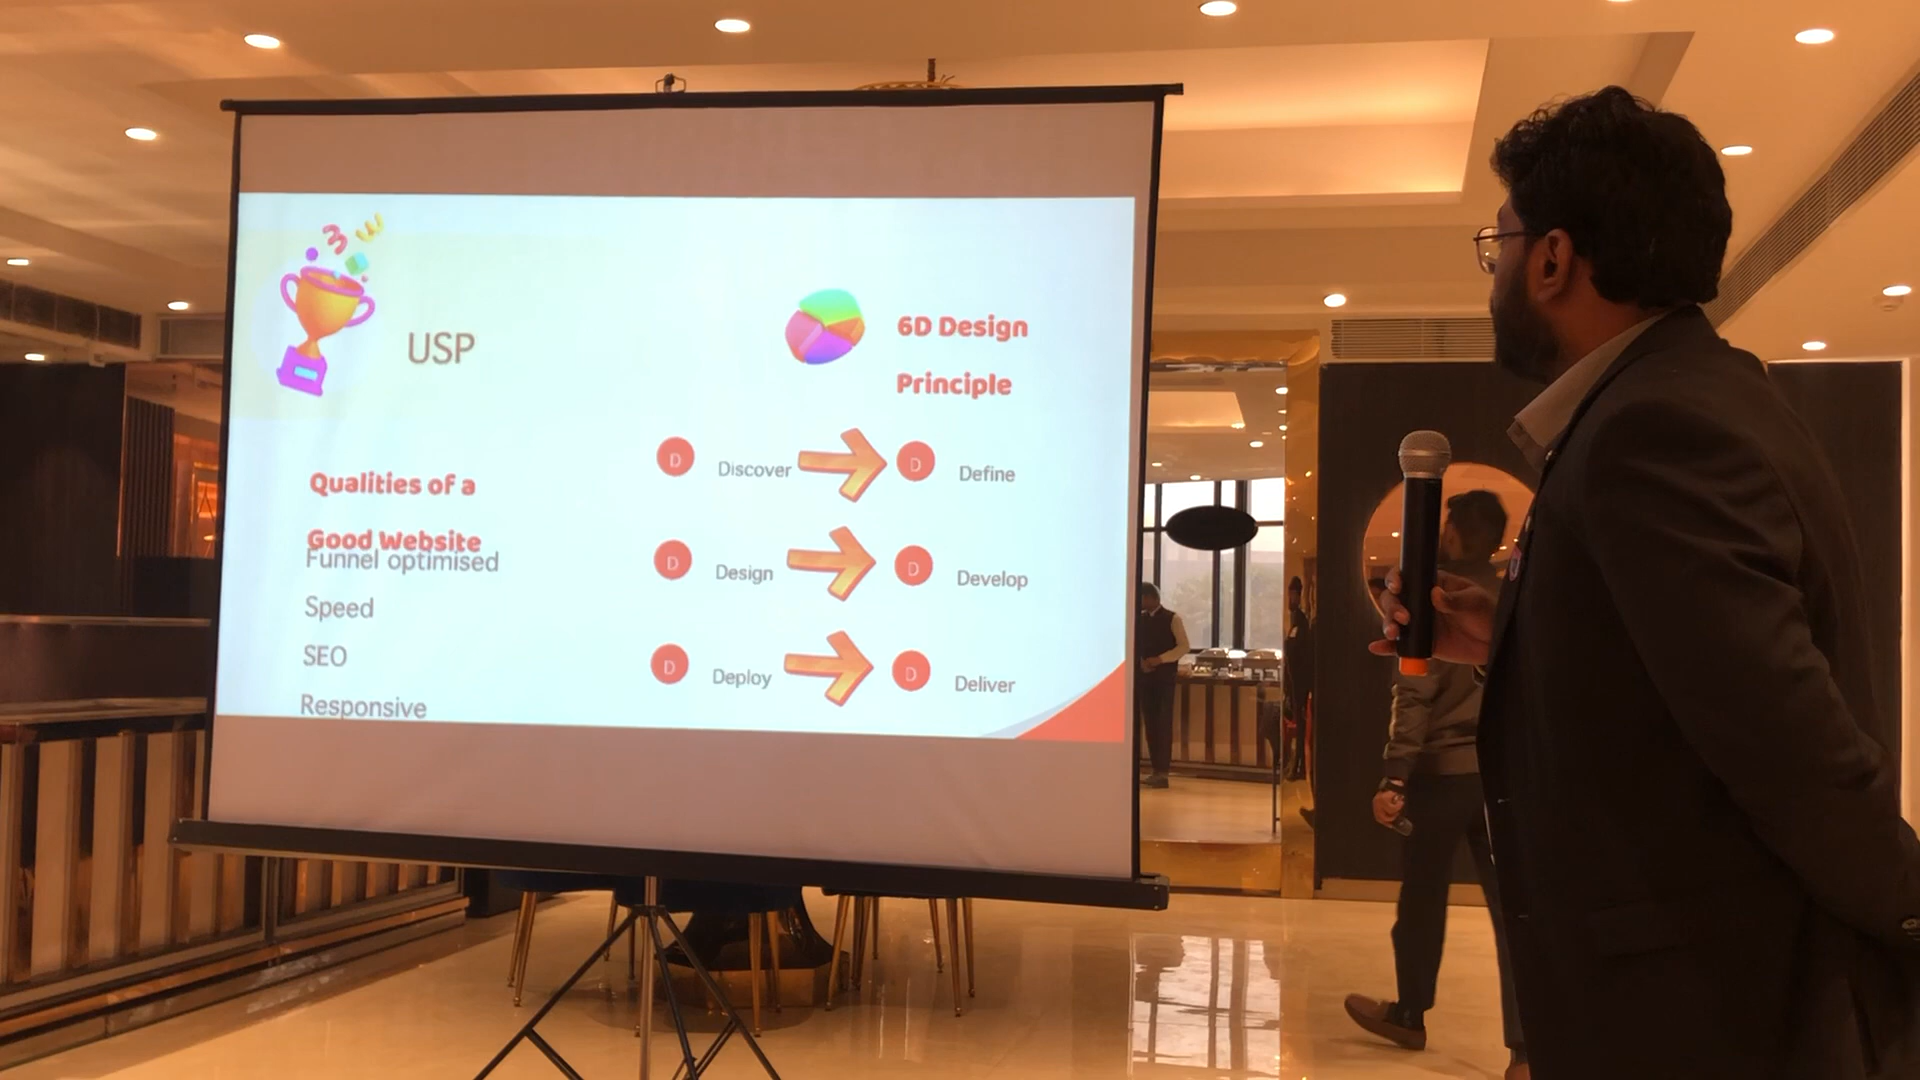 USP
Qualities of a
Good Website
Funnel optimised
Speed
SEO
Responsive
6D Design
Principle
D Discover D Define
D Design D Develop
D Deploy D Deliver